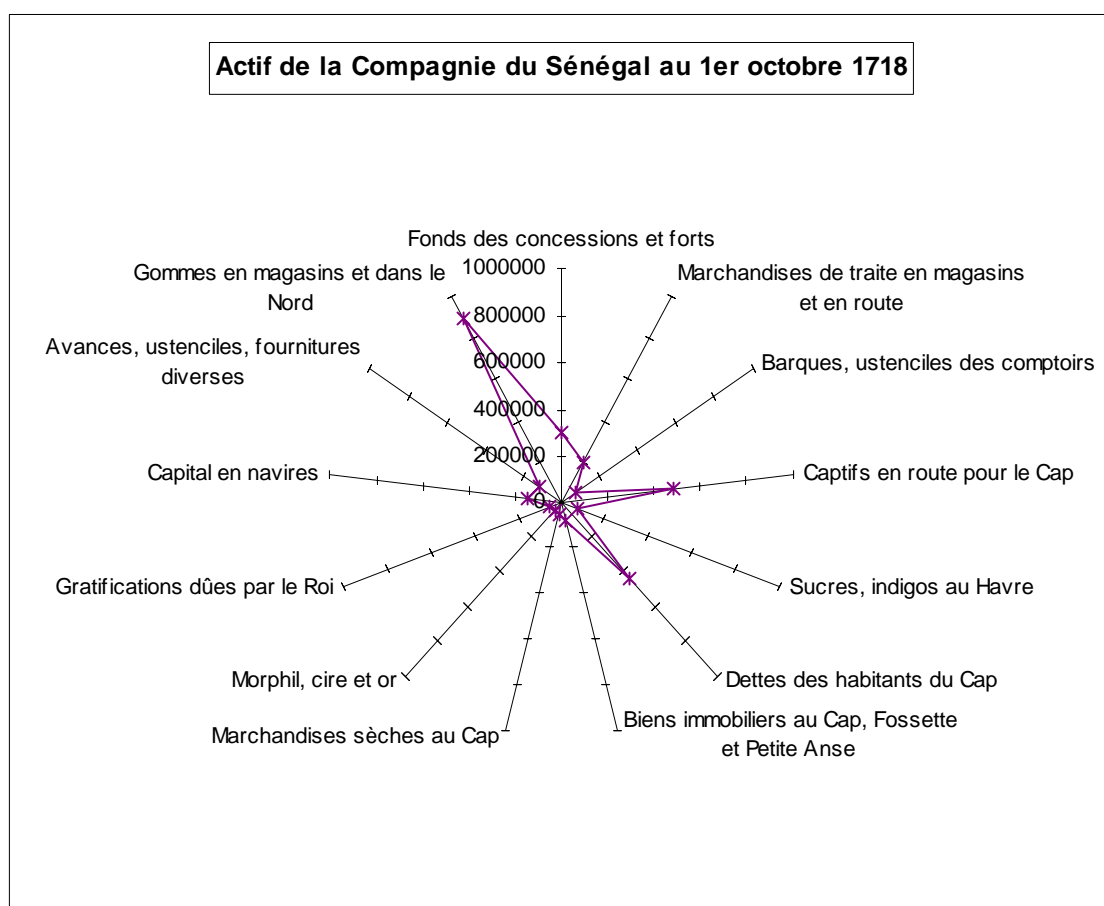 Actif de la Compagnie du Sénégal au 1er octobre 1718
Fonds des concessions et forts
Gommes en magasins et dans le
Nord
Marchandises de traite en magasins
et en route
Avances, ustenciles, fournitures
diverses
Barques, ustenciles des comptoirs
Capital en navires
Captifs en route pour le Cap
Gratifications dûes par le Roi
Sucres, indigos au Havre
Morphil, cire et or
Dettes des habitants du Cap
Marchandises sèches au Cap
Biens immobiliers au Cap, Fossette
et Petite Anse
1000000
800000
600000
400000
200000
0